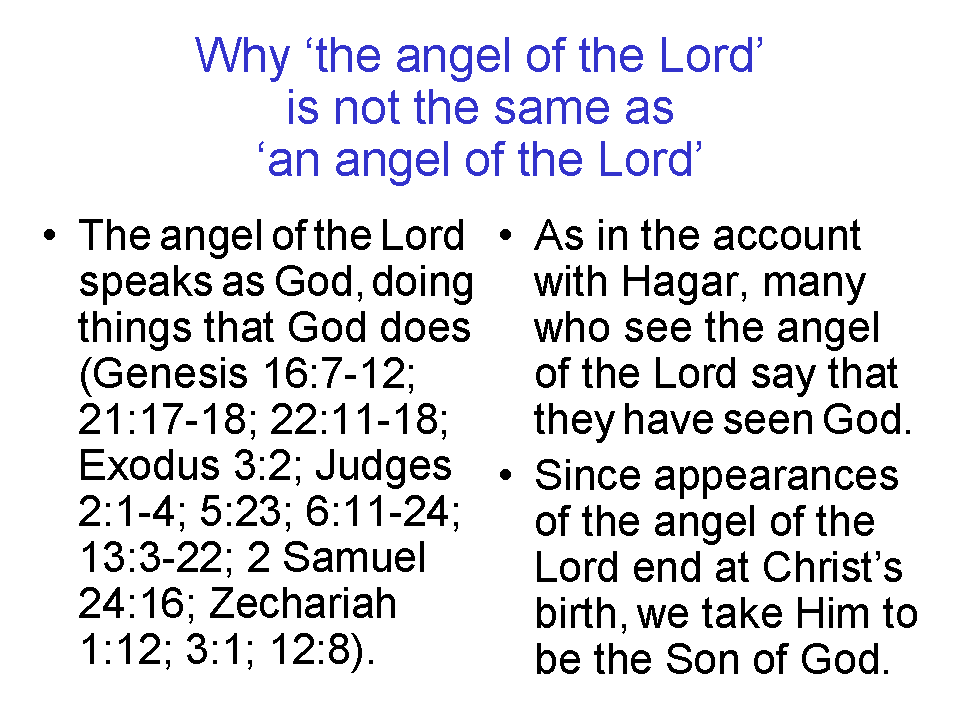 Why ‘the angel of the Lord’
is not the same as
‘an angel of the Lord’
• The angel of the Lord
speaks as God, doing
things that God does
(Genesis 16:7-12;
21:17-18; 22:11-18;
Exodus 3:2; Judges
2:1-4; 5:23; 6:11-24;
13:3-22; 2 Samuel
24:16; Zechariah
1:12; 3:1; 12:8).
• As in the account
with Hagar, many
who see the angel
of the Lord say that
they have seen God.
• Since appearances
of the angel of the
Lord end at Christ’s
birth, we take Him to
be the Son of God.